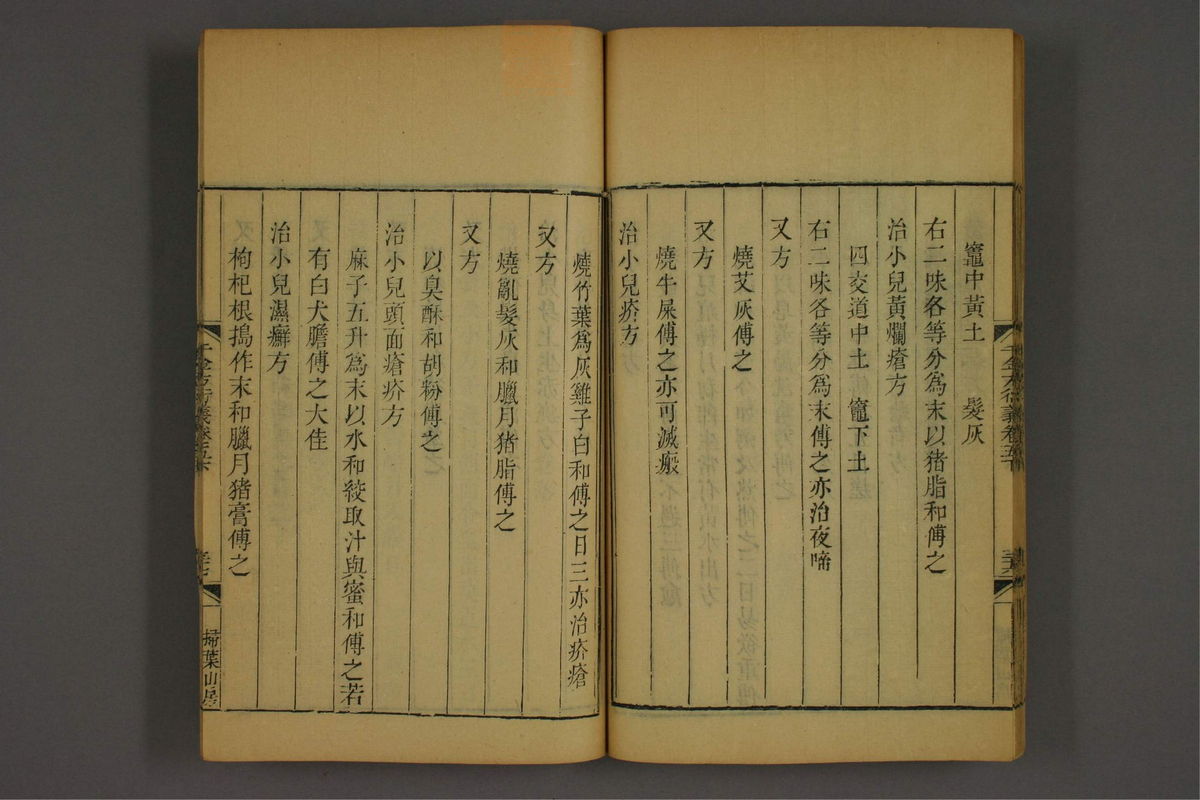 竈中黃土 髮灰
右二味各等分爲末以猪脂和傅之
治小兒黃爛瘡方
四交道中土 竈下土
右二味各等分爲末傅之亦治夜啼
又方
燒艾灰傅之
又方
燒牛屎傅之亦可滅瘢
治小兒疥方
燒竹葉爲灰雞子白和傅之日三亦治疥瘡
又方
燒亂髮灰和臘月猪脂傅之
又方
以臭酥和胡粉傅之
治小兒頭面瘡疥方
麻子五升爲末以水和絞取汁與蜜和傅之若
有白犬膽傅之大佳
治小兒濕癬方
枸杞根搗作末和臘月猪膏傅之
掃葉山房